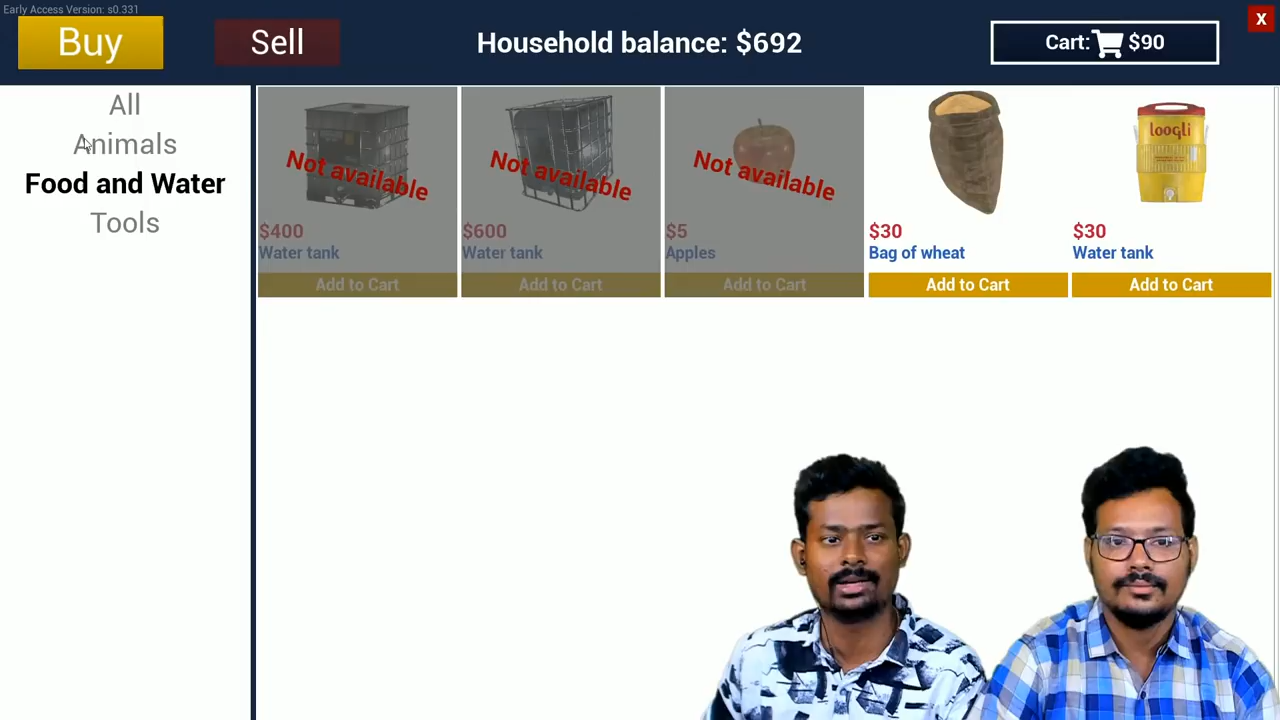 Early Access Version: s0.331
Buy
Sell
Household balance: $692
Cart: $90
X
All
Animals
Food and Water
Tools
Not available
$400
Water tank
Add to Cart
Not available
$600
Water tank
Add to Cart
Not available
$5
Apples
Add to Cart
$30
Bag of wheat
Add to Cart
loogli
$30
Water tank
Add to Cart